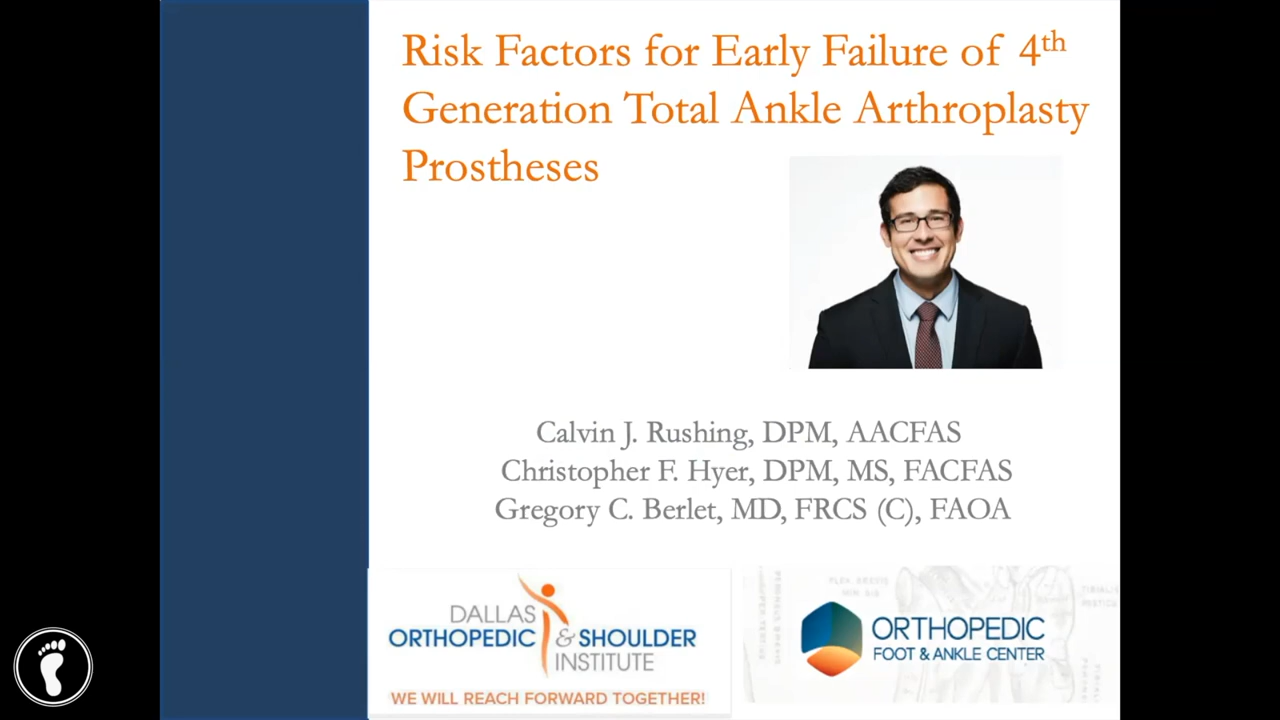 Risk Factors for Early Failure of 4th
Generation Total Ankle Arthroplasty
Prostheses
Calvin J. Rushing, DPM, AACFAS
Christopher F. Hyer, DPM, MS, FACFAS
Gregory C. Berlet, MD, FRCS (C), FAOA
DALLAS
ORTHOPEDIC & SHOULDER
INSTITUTE
WE WILL REACH FORWARD TOGETHER!
ORTHOPEDIC
FOOT & ANKLE CENTER